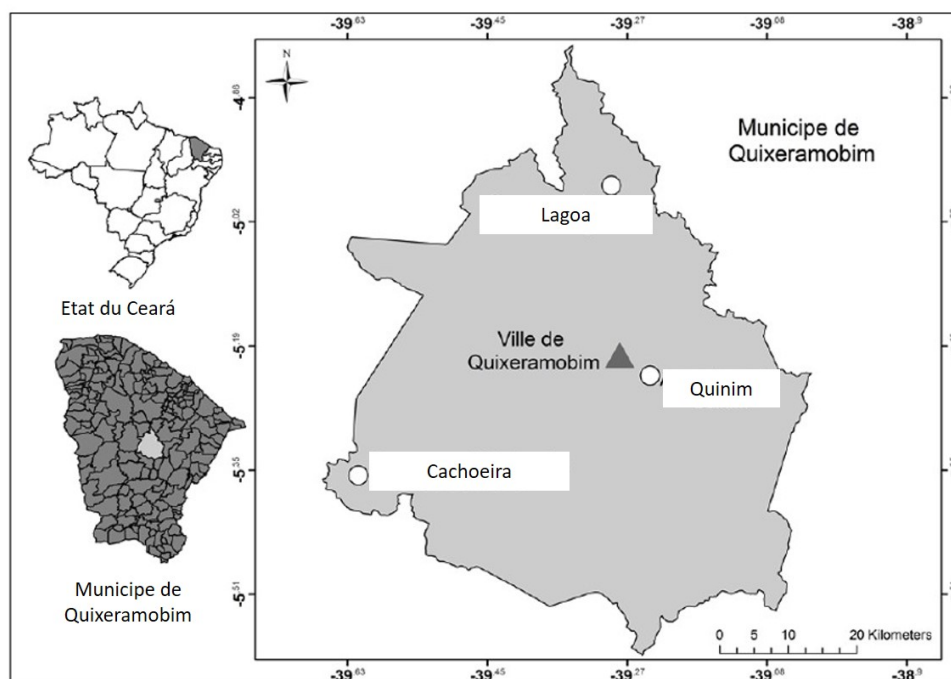 -39.63 -39.45 -39.27 -39.08 -38.9
N
-4.86
Municipe de
Quixeramobim
Lagoa
-5.02
Etat du Ceará
Ville de
Quixeramobim
-5.19
Quinim
Cachoeira
-5.35
Municipe de
Quixeramobim
-5.51
0 5 10 20 Kilometers
-39.63 -39.45 -39.27 -39.08 -38.9